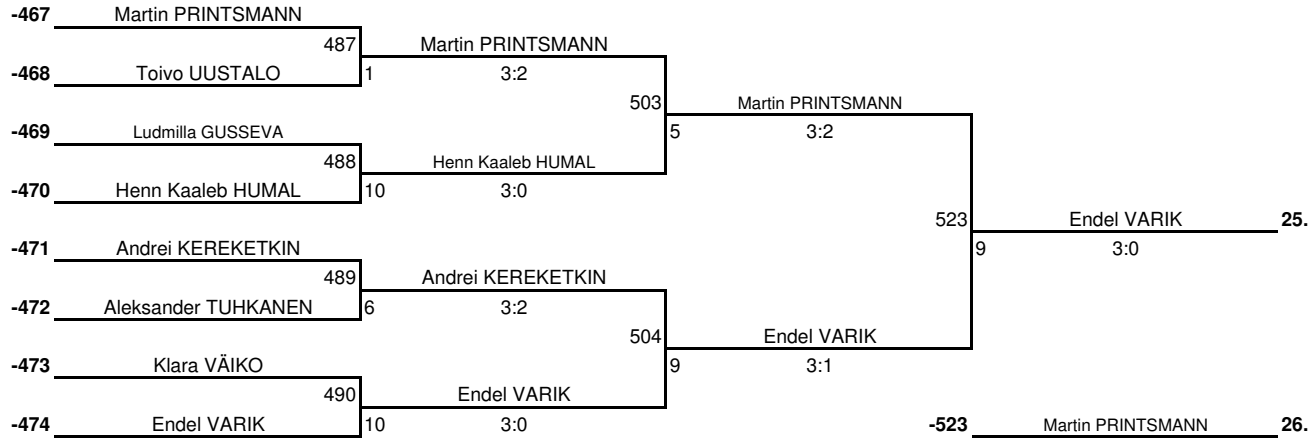 -467 Martin PRINTSMANN
487 Martin PRINTSMANN
-468 Toivo UUSTALO 1 3:2
503 Martin PRINTSMANN
-469 Ludmilla GUSSEVA 5 3:2
488 Henn Kaaleb HUMAL
-470 Henn Kaaleb HUMAL 10 3:0
523 Endel VARIK 25.
-471 Andrei KEREKETKIN 9 3:0
489 Andrei KEREKETKIN
-472 Aleksander TUHKANEN 6 3:2
504 Endel VARIK
-473 Klara VÄIKO 9 3:1
490 Endel VARIK
-474 Endel VARIK 10 3:0 -523 Martin PRINTSMANN 26.